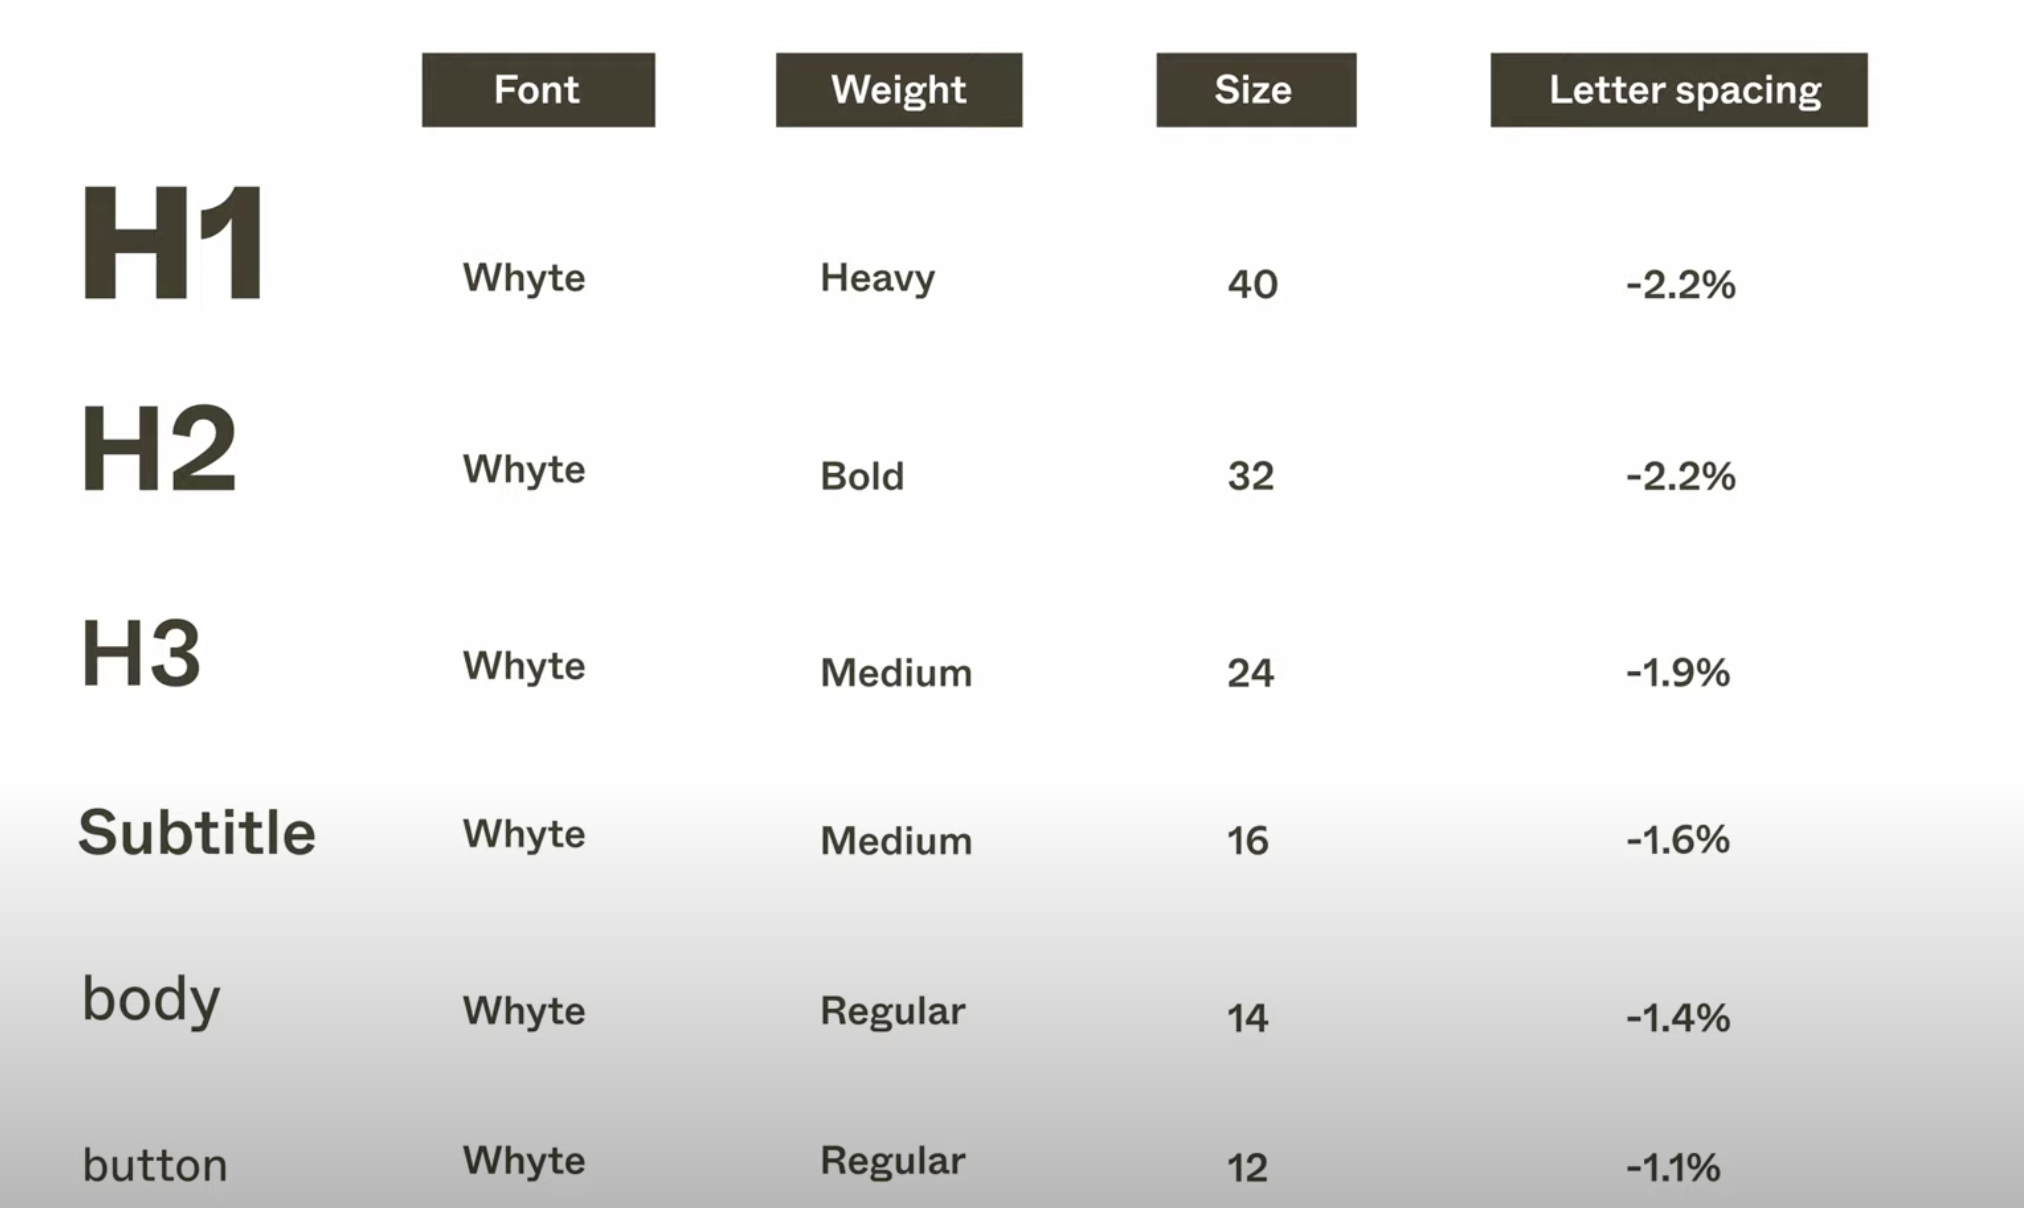 Font Weight Size Letter spacing
H1 Whyte Heavy 40 -2.2%
H2 Whyte Bold 32 -2.2%
H3 Whyte Medium 24 -1.9%
Subtitle Whyte Medium 16 -1.6%
body Whyte Regular 14 -1.4%
button Whyte Regular 12 -1.1%